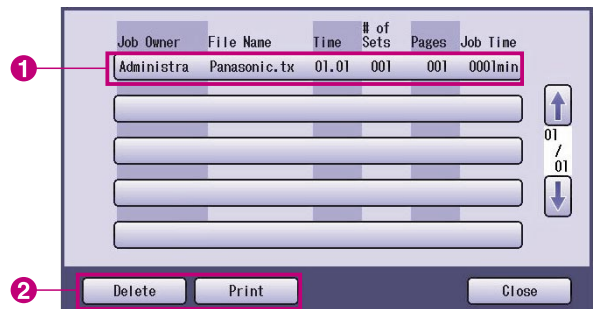 Job Owner File Name Time # of Sets Pages Job Time
1 Administra Panasonic.tx 01.01 001 001 0001min
01
/
01
2 Delete Print Close